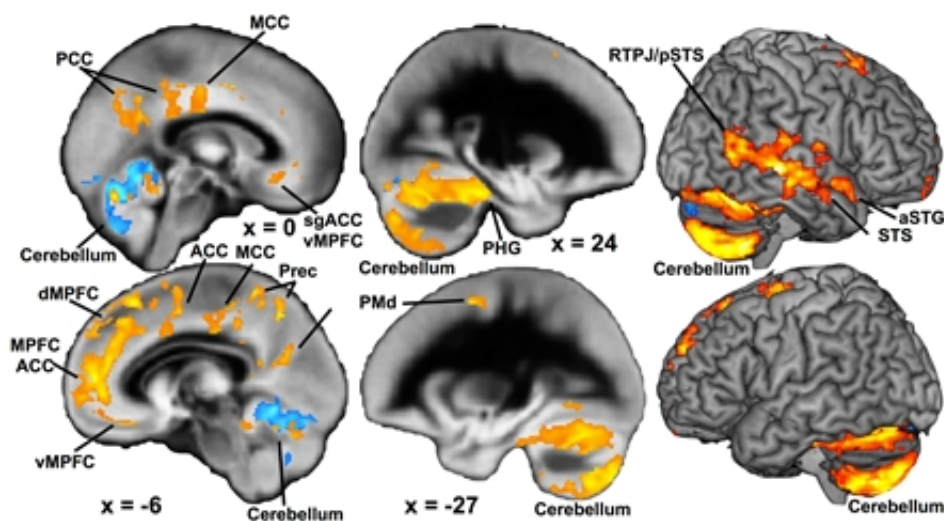 MCC
PCC
sgACC
vMPFC
x = 0
Cerebellum
PHG
x = 24
Cerebellum
RTPJ/pSTS
aSTG
STS
Cerebellum
ACC
MCC
Prec
dMPFC
MPFC
ACC
vMPFC
x = -6
Cerebellum
PMd
x = -27
Cerebellum
Cerebellum